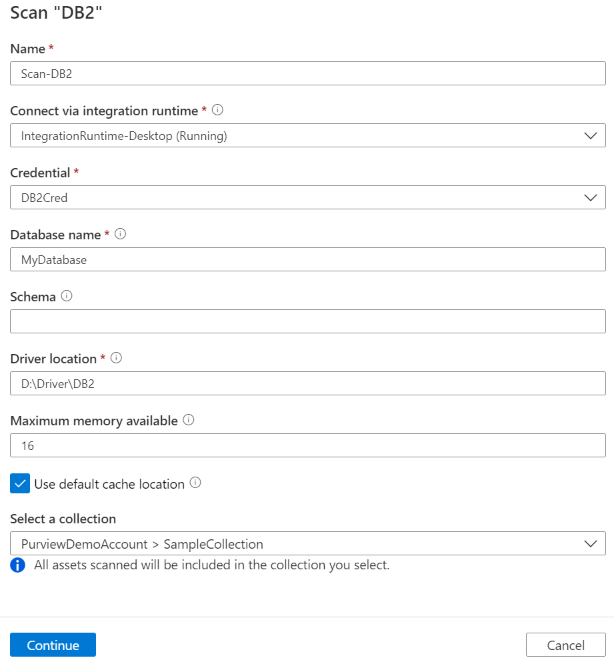 Scan "DB2"
Name *
Scan-DB2
Connect via integration runtime *
IntegrationRuntime-Desktop (Running)
Credential *
DB2Cred
Database name *
MyDatabase
Schema
Driver location *
D:\Driver\DB2
Maximum memory available
16
Use default cache location
Select a collection
PurviewDemoAccount > SampleCollection
All assets scanned will be included in the collection you select.
Continue
Cancel